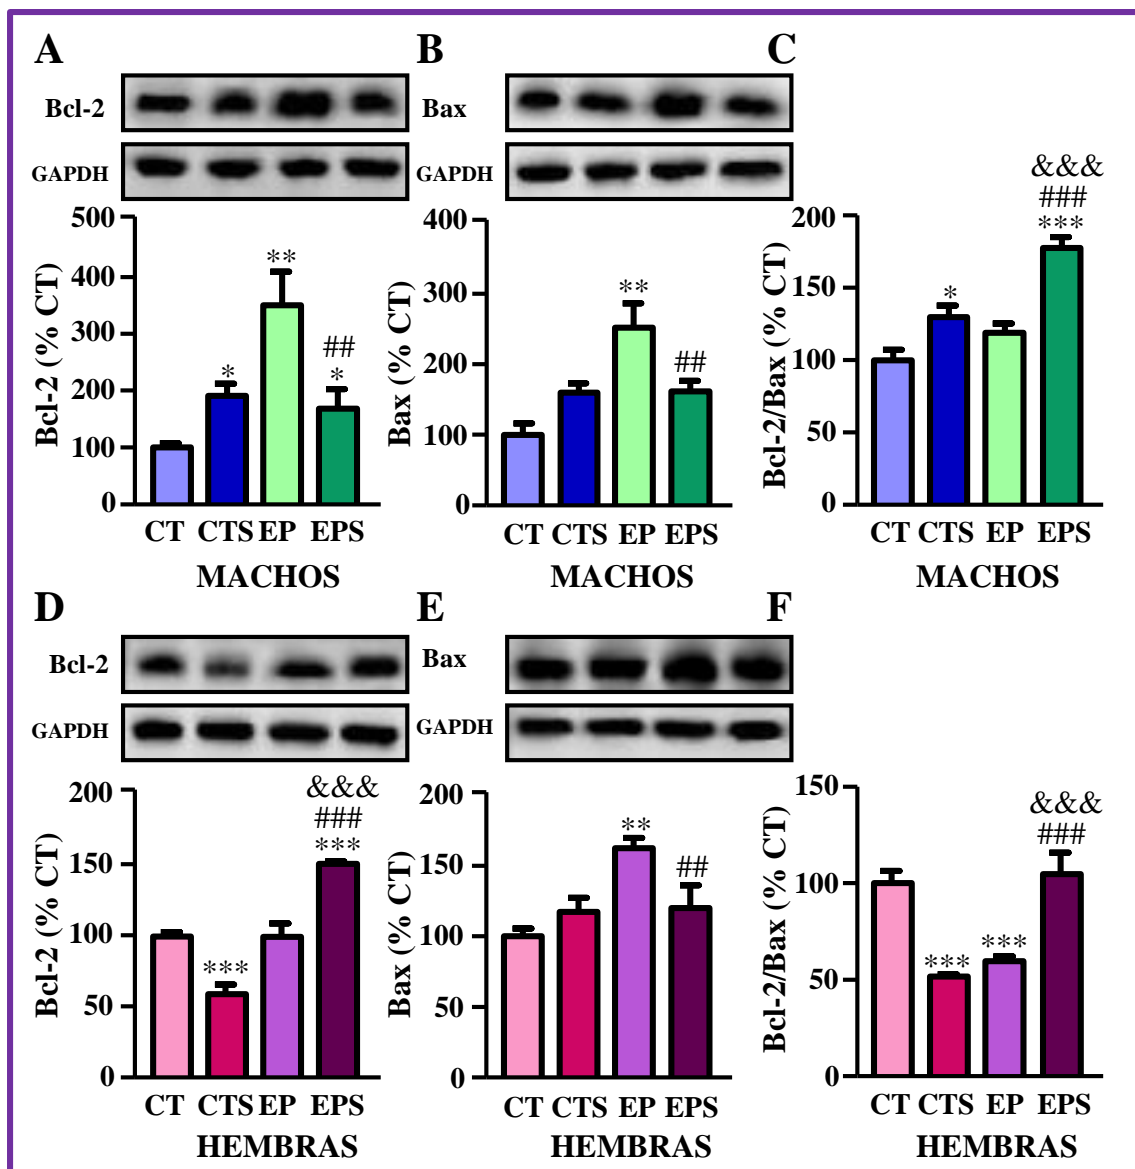 A
Bcl-2
GAPDH
Bcl-2 (% CT)
500
400
300
200
100
0
*
**
##
*
CT CTS EP EPS
MACHOS
B
Bax
GAPDH
Bax (% CT)
400
300
200
100
0
**
##
CT CTS EP EPS
MACHOS
C
Bcl-2/Bax (% CT)
200
150
100
50
0
*
&&&
###
***
CT CTS EP EPS
MACHOS
D
Bcl-2
GAPDH
Bcl-2 (% CT)
200
150
100
50
0
***
&&&
###
***
CT CTS EP EPS
HEMBRAS
E
Bax
GAPDH
Bax (% CT)
200
150
100
50
0
**
##
CT CTS EP EPS
HEMBRAS
F
Bcl-2/Bax (% CT)
150
100
50
0
***
***
&&&
###
CT CTS EP EPS
HEMBRAS